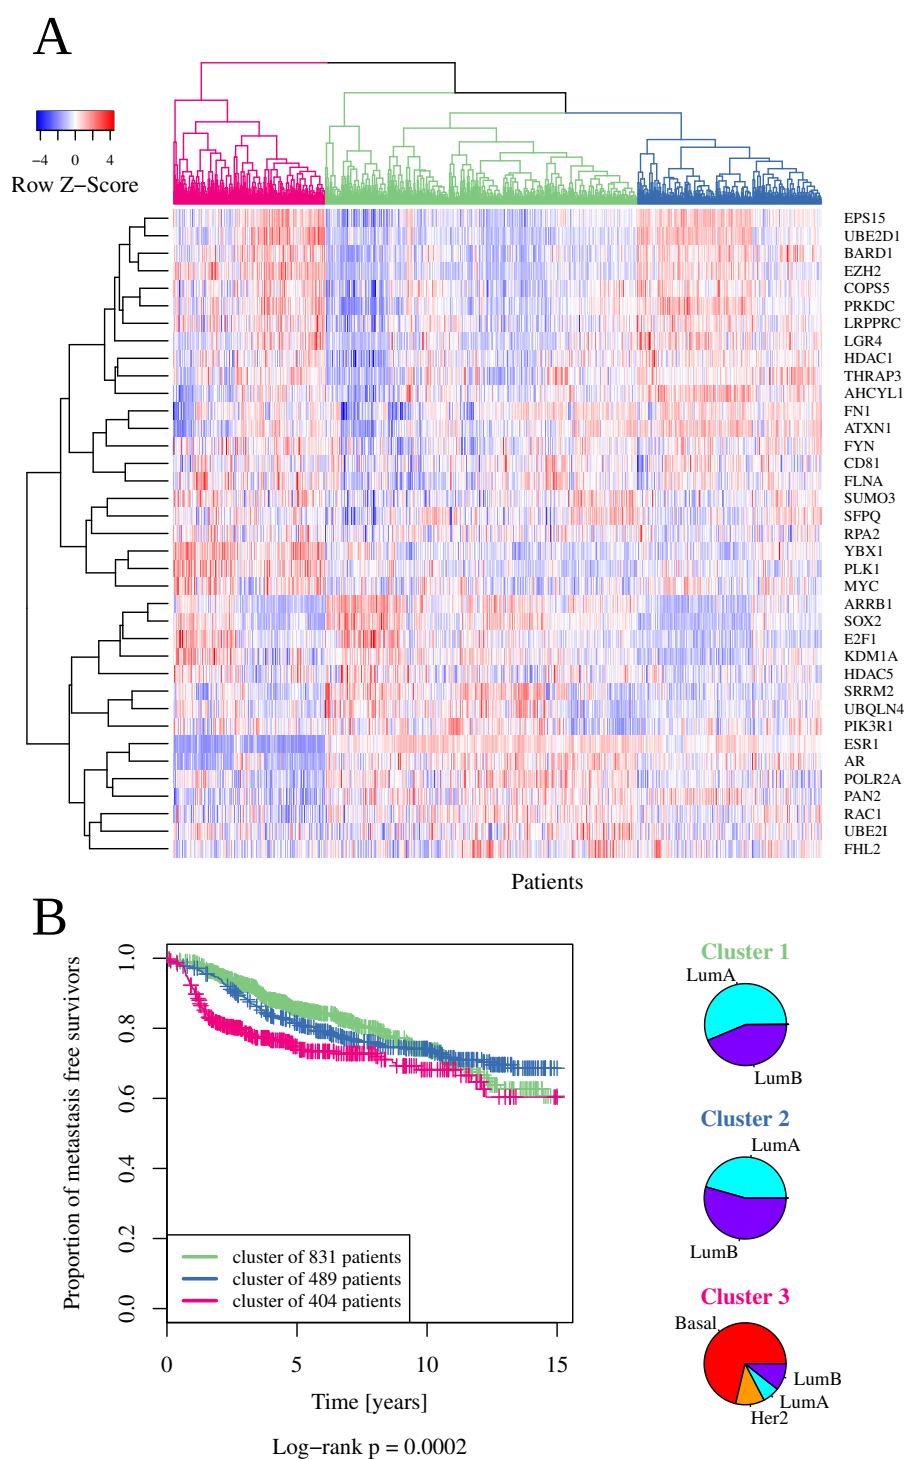 A
−4 0 4
Row Z−Score
EPS15
UBE2D1
BARD1
EZH2
COPS5
PRKDC
LRPPRC
LGR4
HDAC1
THRAP3
AHCYL1
FN1
ATXN1
FYN
CD81
FLNA
SUMO3
SFPQ
RPA2
YBX1
PLK1
MYC
ARRB1
SOX2
E2F1
KDM1A
HDAC5
SRRM2
UBQLN4
PIK3R1
ESR1
AR
POLR2A
PAN2
RAC1
UBE2I
FHL2
Patients
B
Proportion of metastasis free survivors
1.0
0.8
0.6
0.4
0.2
0.0
cluster of 831 patients
cluster of 489 patients
cluster of 404 patients
0 5 10 15
Time [years]
Log−rank p = 0.0002
Cluster 1
LumA
LumB
Cluster 2
LumA
LumB
Cluster 3
Basal
LumB
LumA
Her2